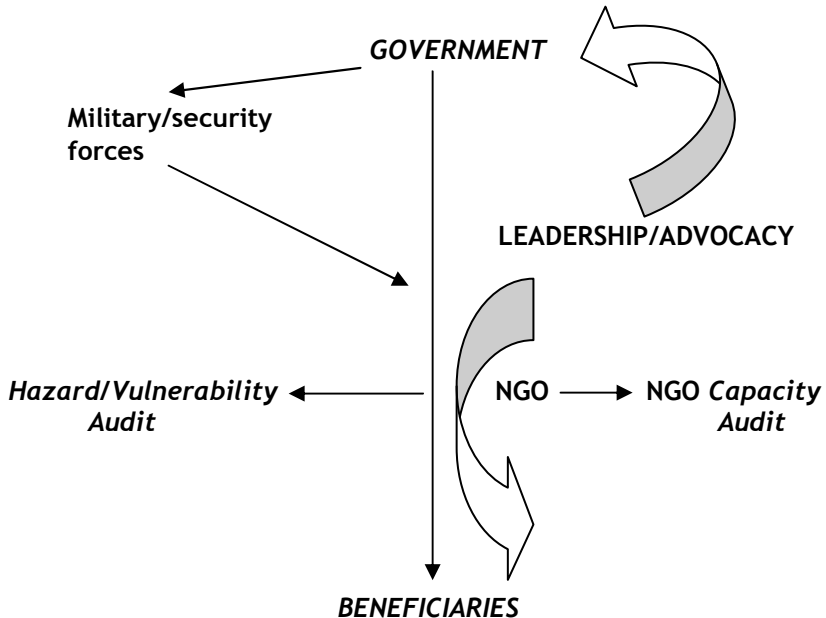 GOVERNMENT
Military/security
forces
LEADERSHIP/ADVOCACY
Hazard/Vulnerability
Audit
NGO
NGO Capacity
Audit
BENEFICIARIES